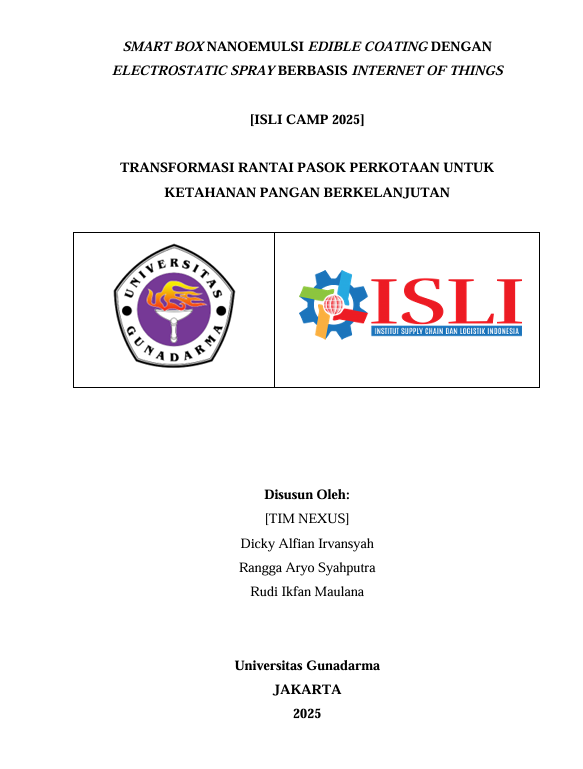 SMART BOX NANOEMULSI EDIBLE COATING DENGAN
ELECTROSTATIC SPRAY BERBASIS INTERNET OF THINGS
[ISLI CAMP 2025]
TRANSFORMASI RANTAI PASOK PERKOTAAN UNTUK
KETAHANAN PANGAN BERKELANJUTAN
UNIVERSITAS
GUNADARMA
ISLI
INSTITUT SUPPLY CHAIN DAN LOGISTIK INDONESIA
Disusun Oleh:
[TIM NEXUS]
Dicky Alfian Irvansyah
Rangga Aryo Syahputra
Rudi Ikfan Maulana
Universitas Gunadarma
JAKARTA
2025